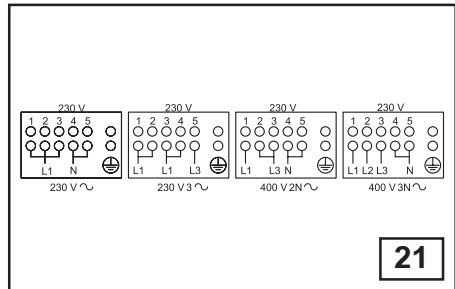 230 V 230 V 230 V 230 V
1 2 3 4 5 1 2 3 4 5 1 2 3 4 5 1 2 3 4 5
L1 N L1 L1 L3 L1 L3 N L1 L2 L3 N
230 V ~ 230 V 3 ~ 400 V 2N ~ 400 V 3N ~
21